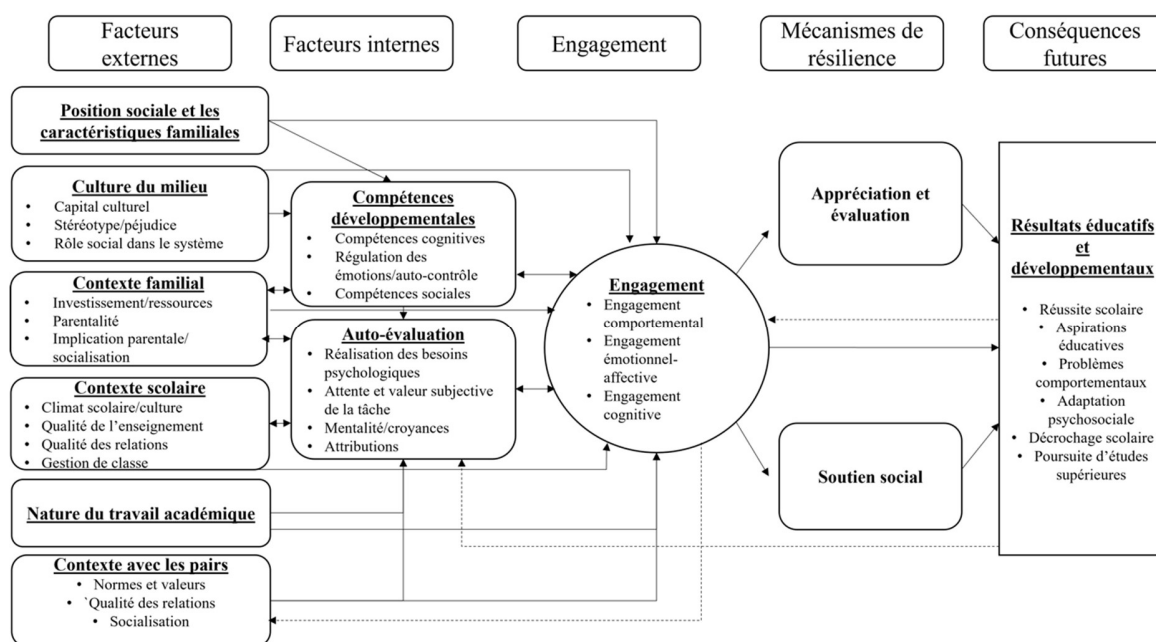 Facteurs
externes
Facteurs internes
Engagement
Mécanismes de
résilience
Conséquences
futures
Position sociale et les
caractéristiques familiales
Culture du milieu
• Capital culturel
• Stéréotype/péjudice
• Rôle social dans le système
Contexte familial
• Investissement/ressources
• Parentalité
• Implication parentale/
socialisation
Contexte scolaire
• Climat scolaire/culture
• Qualité de l’enseignement
• Qualité des relations
• Gestion de classe
Nature du travail académique
Contexte avec les pairs
• Normes et valeurs
• `Qualité des relations
• Socialisation
Compétences
développementales
• Compétences cognitives
• Régulation des
émotions/auto-contrôle
• Compétences sociales
Auto-évaluation
• Réalisation des besoins
psychologiques
• Attente et valeur subjective
de la tâche
• Mentalité/croyances
• Attributions
Engagement
• Engagement
comportemental
• Engagement
émotionnel-
affective
• Engagement
cognitive
Appréciation et
évaluation
Soutien social
Résultats éducatifs
et
développementaux
• Réussite scolaire
• Aspirations
éducatives
• Problèmes
comportementaux
• Adaptation
psychosociale
• Décrochage scolaire
• Poursuite d’études
supérieures